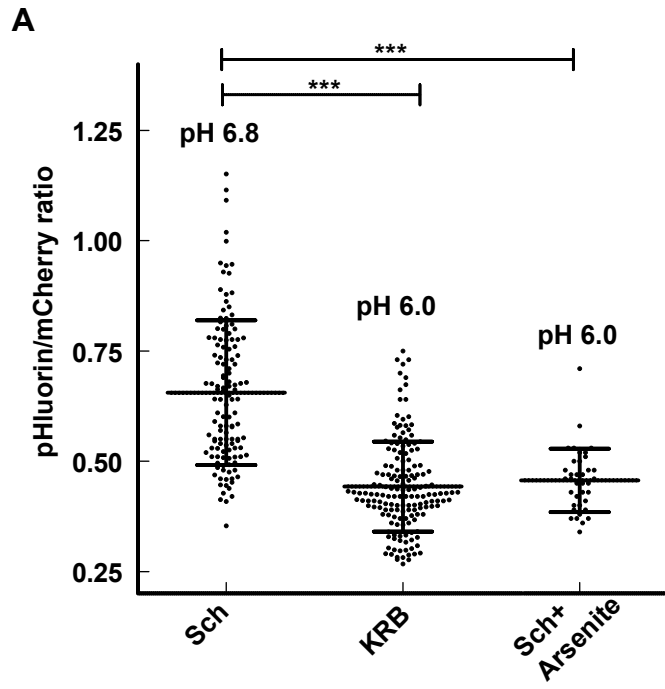 A
***
***
pH 6.8
pH 6.0
pH 6.0
pHluorin/mCherry ratio
1.25
1.00
0.75
0.50
0.25
Sch
KRB
Sch+
Arsenite